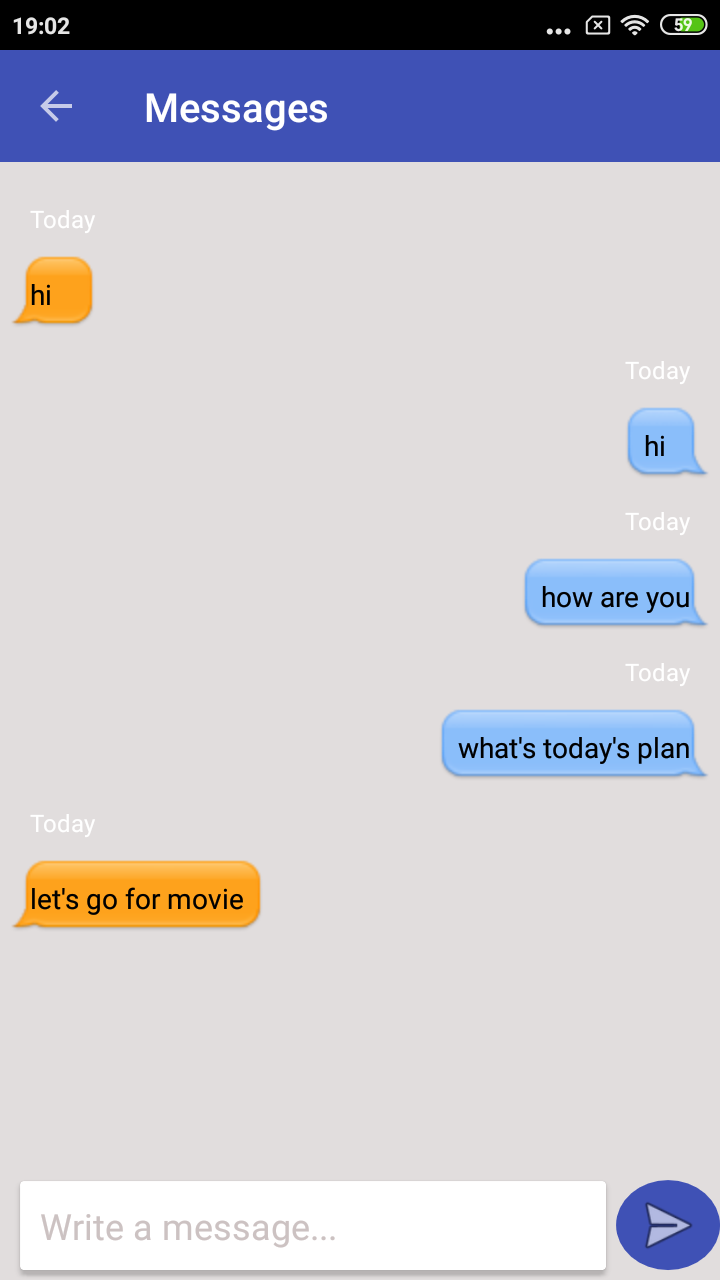 19:02
59
Messages
Today
hi
Today
hi
Today
how are you
Today
what's today's plan
Today
let's go for movie
Write a message...